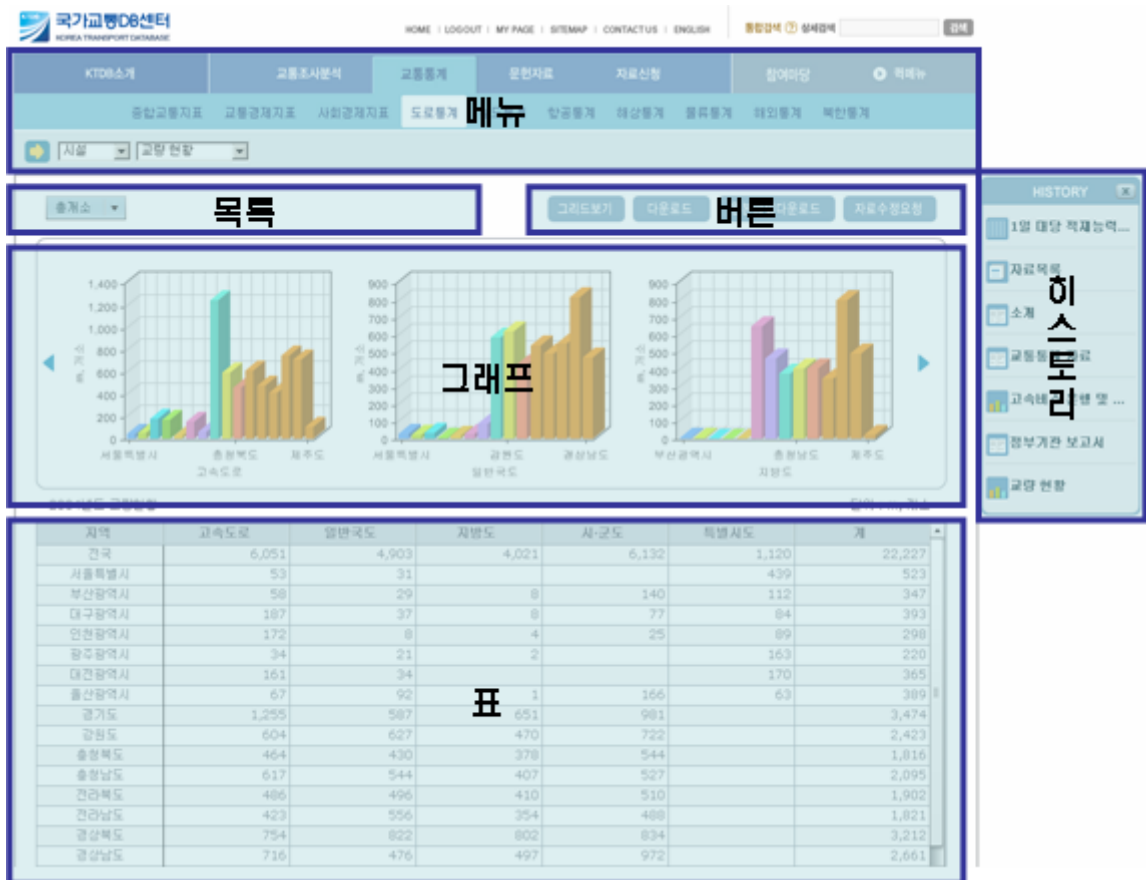 국가교통DB센터
KOREA TRANSPORT DATABASE
HOME | LOGOUT | MY PAGE | SITEMAP | CONTACT US | ENGLISH 통합검색 ? 상세검색 검색
KTDB소개 교통조사분석 교통통계 문헌자료 자료신청 참여마당 퀵메뉴
종합교통지표 교통경제지표 사회경제지표 도로통계 항공통계 해상통계 물류통계 해외통계 북한통계
메뉴
시설 교량 현황
총개소 목특
그리드보기 다운로드 버튼 다운로드 자료수정요청
HISTORY X
1일 대당 적재능력...
자료목록
소개
자료
...
정부기관 보고서
교량 현황
히스토리
1,400
1,200
1,000
800
600
400
200
0
서울특별시 충청북도 제주도
고속도로
900
800
700
600
500
400
300
200
100
0
서울특별시 강원도 경상남도
일반국도
900
800
700
600
500
400
300
200
100
0
부산광역시 충청남도 제주도
지방도
그래프
지역 고속도로 일반국도 지방도 시·군도 특별시도 계
전국 6,051 4,903 4,021 6,132 1,120 22,227
서울특별시 53 31 439 523
부산광역시 58 29 8 140 112 347
대구광역시 187 37 8 77 84 393
인천광역시 172 8 4 25 89 298
광주광역시 34 21 2 163 220
대전광역시 161 34 170 365
울산광역시 67 92 1 166 63 389
표
경기도 1,255 587 651 981 3,474
강원도 604 627 470 722 2,423
충청북도 464 430 378 544 1,816
충청남도 617 544 407 527 2,095
전라북도 486 496 410 510 1,902
전라남도 423 556 354 488 1,821
경상북도 754 822 802 834 3,212
경상남도 716 476 497 972 2,661